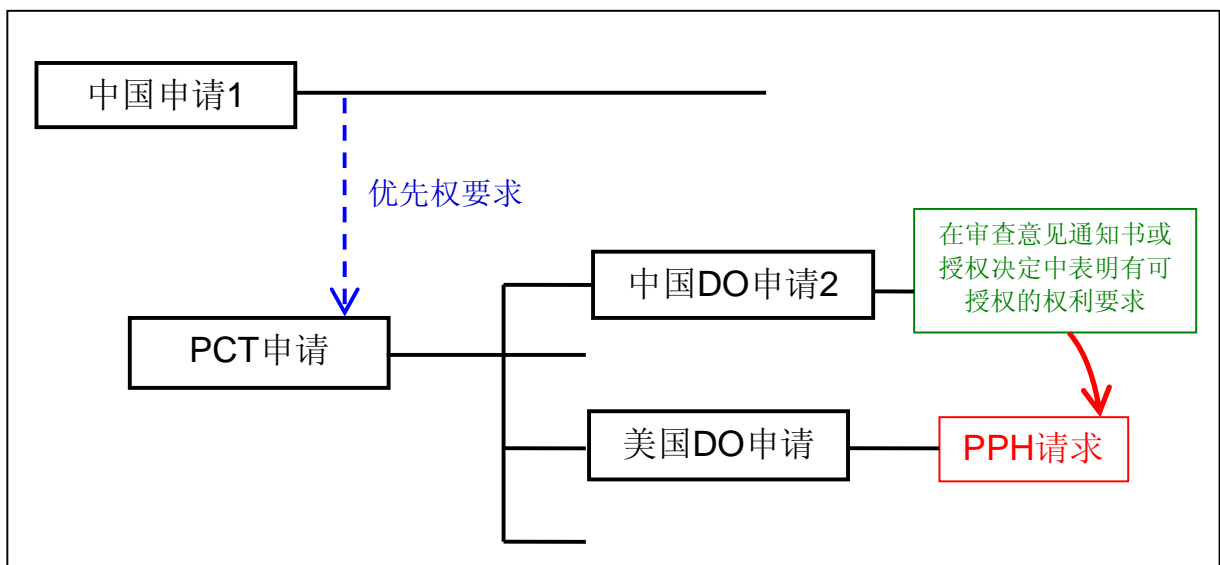 中国申请1
优先权要求
在审查意见通知书或
授权决定中表明有可
授权的权利要求
中国DO申请2
PCT申请
美国DO申请
PPH请求